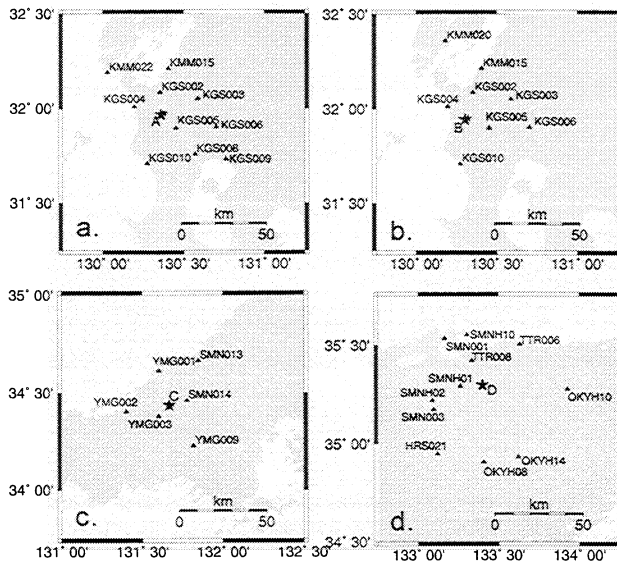 32° 30'
KMM022
KMM015
KGS002
KGS003
KGS004
32° 00'
A
KGS005
KGS006
KGS008
KGS010
KGS009
31° 30'
a.
km
0 50
130° 00' 130° 30' 131° 00'
32° 30'
KMM020
KMM015
KGS002
KGS003
KGS004
32° 00'
B
KGS005
KGS006
KGS010
31° 30'
b.
km
0 50
130° 00' 130° 30' 131° 00'
35° 00'
YMG001
SMN013
34° 30'
YMG002
C
SMN014
YMG003
YMG009
34° 00'
c.
km
0 50
131° 00' 131° 30' 132° 00' 132° 30'
35° 30'
SMNH10
TTR006
SMN001
TTR008
SMNH01
D
SMNH02
OKYH10
SMN003
35° 00'
HRS021
OKYH14
OKYH08
34° 30'
d.
km
0 50
133° 00' 133° 30' 134° 00'